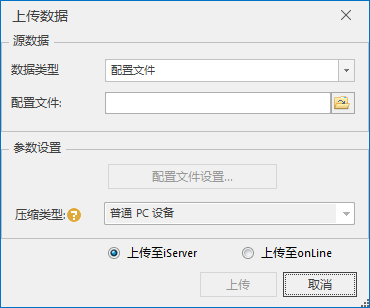 上传数据
源数据
数据类型 配置文件
配置文件:
参数设置
配置文件设置...
压缩类型: ? 普通 PC 设备
上传至iServer 上传至onLine
上传 取消